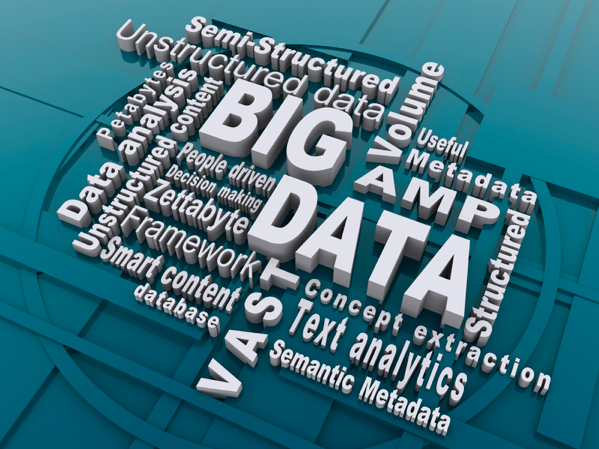 Semi-Structured
Unstructured data
Petabytes
Data analysis
Unstructured content
BIG
DATA
Volume
Useful
Metadata
AMP
Structured
People driven
Decision making
Zettabyte
Framework
Smart content
database
VAST
Concept extraction
Text analytics
Semantic Metadata